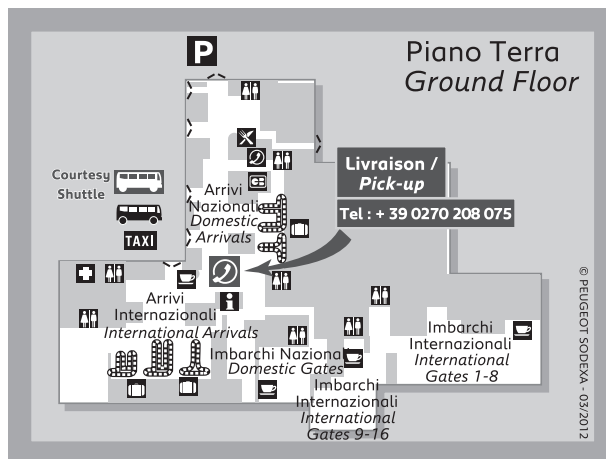 P
Piano Terra
Ground Floor
Livraison /
Pick-up
Tel : + 39 0270 208 075
Courtesy
Shuttle
TAXI
Arrivi
Nazionali
Domestic
Arrivals
i
Arrivi
Internazionali
International Arrivals
Imbarchi Naziona
Domestic Gates
Imbarchi
Internazionali
International
Gates 9-16
Imbarchi
Internazionali
International
Gates 1-8
© PEUGEOT SODEXA - 03/2012